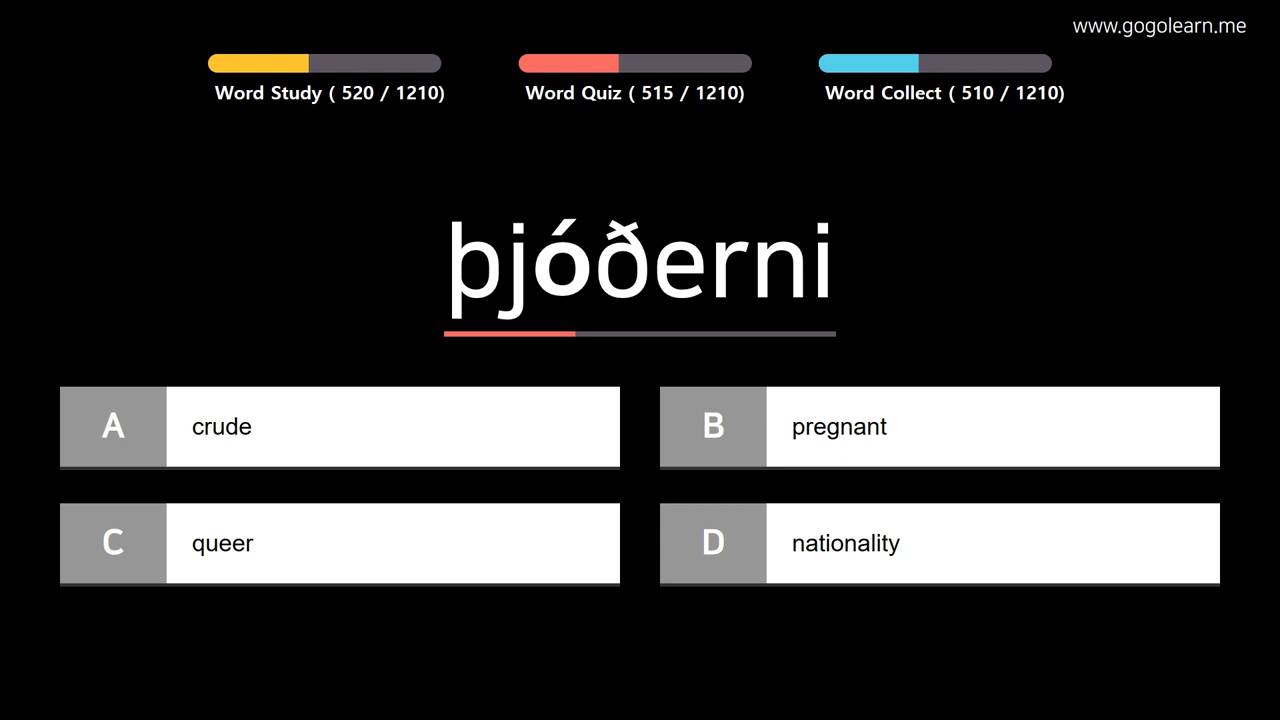 www.gogolearn.me
Word Study ( 520 / 1210)
Word Quiz ( 515 / 1210)
Word Collect ( 510 / 1210)
þjóðerni
A crude
B pregnant
C queer
D nationality